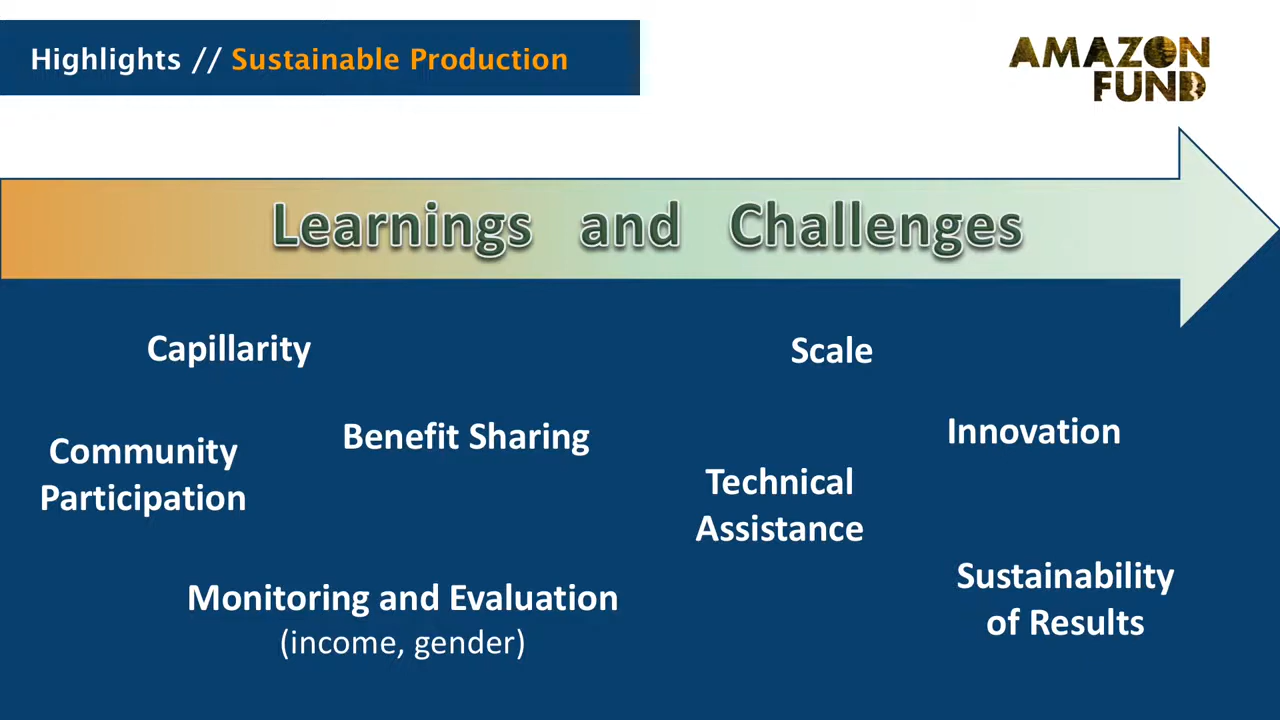 Highlights // Sustainable Production
AMAZON
FUND
Learnings and Challenges
Capillarity
Scale
Community
Participation
Benefit Sharing
Innovation
Technical
Assistance
Monitoring and Evaluation
(income, gender)
Sustainability
of Results